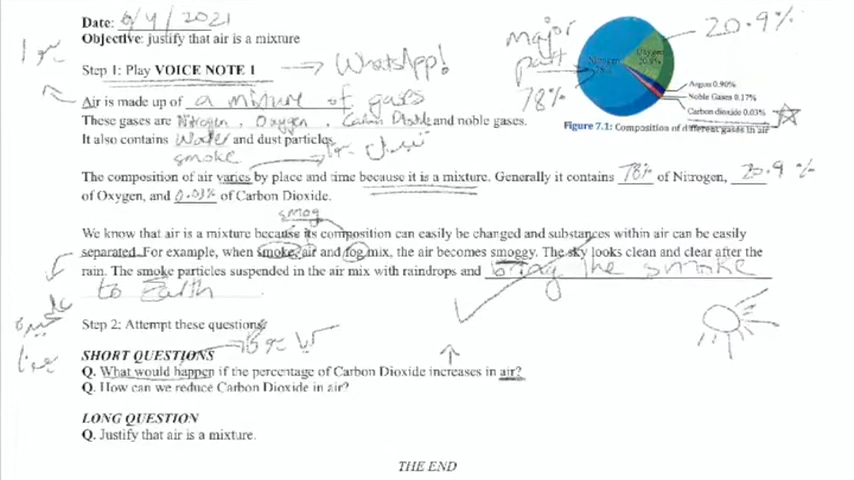 Date: 6/4/2021
Objective: justify that air is a mixture
Step 1: Play VOICE NOTE 1 → WhatsApp!
major
part
78%
20.9%
Nitrogen
78%
Oxygen
20.9%
Argon 0.90%
Noble Gases 0.17%
Carbon dioxide 0.03%
Figure 7.1: Composition of different gases in air
ہوا
Air is made up of a mixture of gases
These gases are Nitrogen, Oxygen, Carbon Dioxide and noble gases.
It also contains Water and dust particles.
smoke
The composition of air varies by place and time because it is a mixture. Generally it contains 78% of Nitrogen, 20.9 %
of Oxygen, and 0.03% of Carbon Dioxide.
smog
We know that air is a mixture because its composition can easily be changed and substances within air can be easily
separated. For example, when smoke, air and fog mix, the air becomes smoggy. The sky looks clean and clear after the
rain. The smoke particles suspended in the air mix with raindrops and bring the smoke
to Earth
علیحدہ
ہونا
Step 2: Attempt these questions:
SHORT QUESTIONS
Q. What would happen if the percentage of Carbon Dioxide increases in air?
Q. How can we reduce Carbon Dioxide in air?
LONG QUESTION
Q. Justify that air is a mixture.
THE END